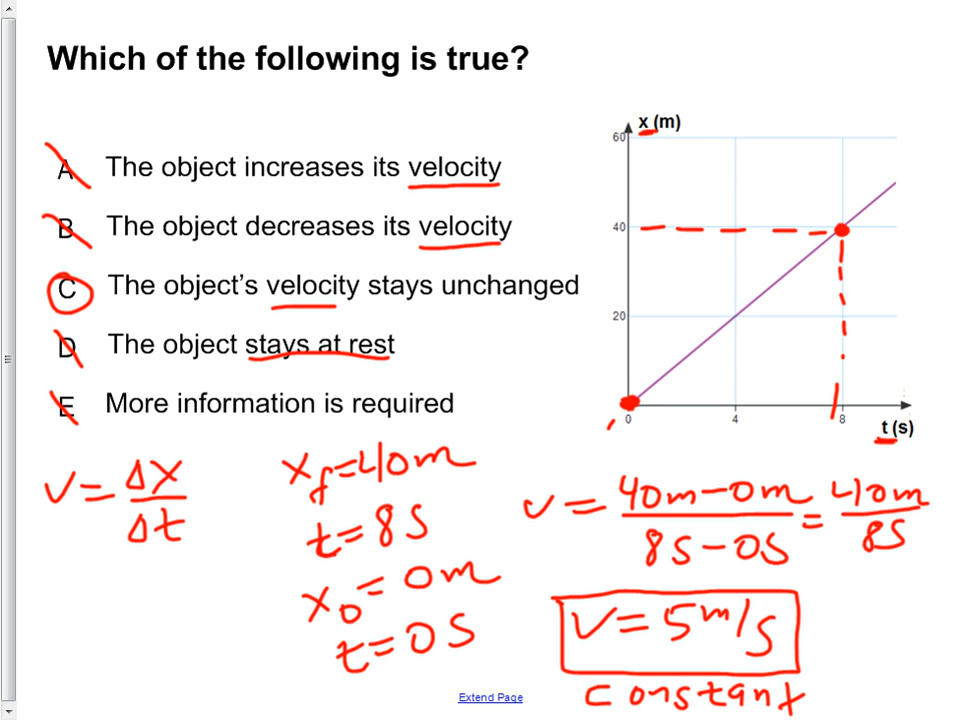 Which of the following is true?
A The object increases its velocity
B The object decreases its velocity
C The object's velocity stays unchanged
D The object stays at rest
E More information is required
x (m)
60
40
20
0 4 8
t (s)
v = Δx/Δt
xf = 40m
t = 8s
x0 = 0m
t = 0s
v = 40m-0m/8s-0s = 40m/8s
v = 5 m/s
constant
Extend Page